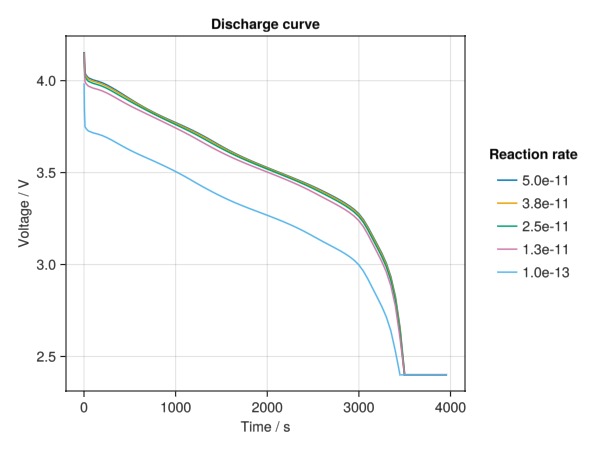 Discharge curve
4.0
3.5
3.0
2.5
Voltage / V
0
1000
2000
3000
4000
Time / s
Reaction rate
5.0e-11
3.8e-11
2.5e-11
1.3e-11
1.0e-13